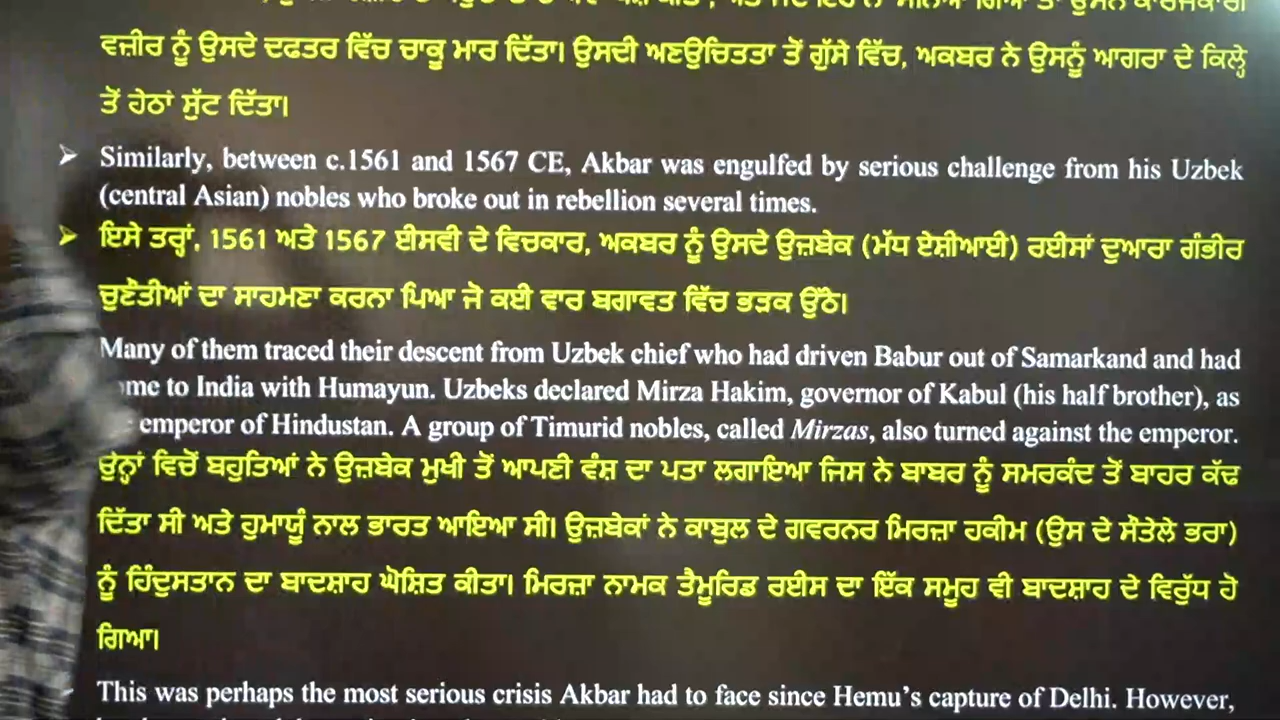 ਵਜ਼ੀਰ ਨੂੰ ਉਸਦੇ ਦਫਤਰ ਵਿੱਚ ਚਾਕੂ ਮਾਰ ਦਿੱਤਾ। ਉਸਦੀ ਅਣਉਚਿਤਤਾ ਤੋਂ ਗੁੱਸੇ ਵਿੱਚ, ਅਕਬਰ ਨੇ ਉਸਨੂੰ ਆਗਰਾ ਦੇ ਕਿਲ੍ਹੇ
ਤੋਂ ਹੇਠਾਂ ਸੁੱਟ ਦਿੱਤਾ।
➤ Similarly, between c.1561 and 1567 CE, Akbar was engulfed by serious challenge from his Uzbek
(central Asian) nobles who broke out in rebellion several times.
➤ ਇਸੇ ਤਰ੍ਹਾਂ, 1561 ਅਤੇ 1567 ਈਸਵੀ ਦੇ ਵਿਚਕਾਰ, ਅਕਬਰ ਨੂੰ ਉਸਦੇ ਉਜ਼ਬੇਕ (ਮੱਧ ਏਸ਼ੀਆਈ) ਰਈਸਾਂ ਦੁਆਰਾ ਗੰਭੀਰ
ਚੁਣੌਤੀਆਂ ਦਾ ਸਾਹਮਣਾ ਕਰਨਾ ਪਿਆ ਜੋ ਕਈ ਵਾਰ ਬਗਾਵਤ ਵਿੱਚ ਭੜਕ ਉੱਠੇ।
Many of them traced their descent from Uzbek chief who had driven Babur out of Samarkand and had
to India with Humayun. Uzbeks declared Mirza Hakim, governor of Kabul (his half brother), as
emperor of Hindustan. A group of Timurid nobles, called Mirzas, also turned against the emperor.
ਉਨ੍ਹਾਂ ਵਿਚੋਂ ਬਹੁਤਿਆਂ ਨੇ ਉਜ਼ਬੇਕ ਮੁਖੀ ਤੋਂ ਆਪਣੀ ਵੰਸ਼ ਦਾ ਪਤਾ ਲਗਾਇਆ ਜਿਸ ਨੇ ਬਾਬਰ ਨੂੰ ਸਮਰਕੰਦ ਤੋਂ ਬਾਹਰ ਕੱਢ
ਦਿੱਤਾ ਸੀ ਅਤੇ ਹੁਮਾਯੂੰ ਨਾਲ ਭਾਰਤ ਆਇਆ ਸੀ। ਉਜ਼ਬੇਕਾਂ ਨੇ ਕਾਬੁਲ ਦੇ ਗਵਰਨਰ ਮਿਰਜ਼ਾ ਹਕੀਮ (ਉਸ ਦੇ ਸੌਤੇਲੇ ਭਰਾ)
ਨੂੰ ਹਿੰਦੁਸਤਾਨ ਦਾ ਬਾਦਸ਼ਾਹ ਘੋਸ਼ਿਤ ਕੀਤਾ। ਮਿਰਜ਼ਾ ਨਾਮਕ ਤੈਮੂਰਿਡ ਰਈਸ ਦਾ ਇੱਕ ਸਮੂਹ ਵੀ ਬਾਦਸ਼ਾਹ ਦੇ ਵਿਰੁੱਧ ਹੋ
ਗਿਆ।
This was perhaps the most serious crisis Akbar had to face since Hemu's capture of Delhi. However,